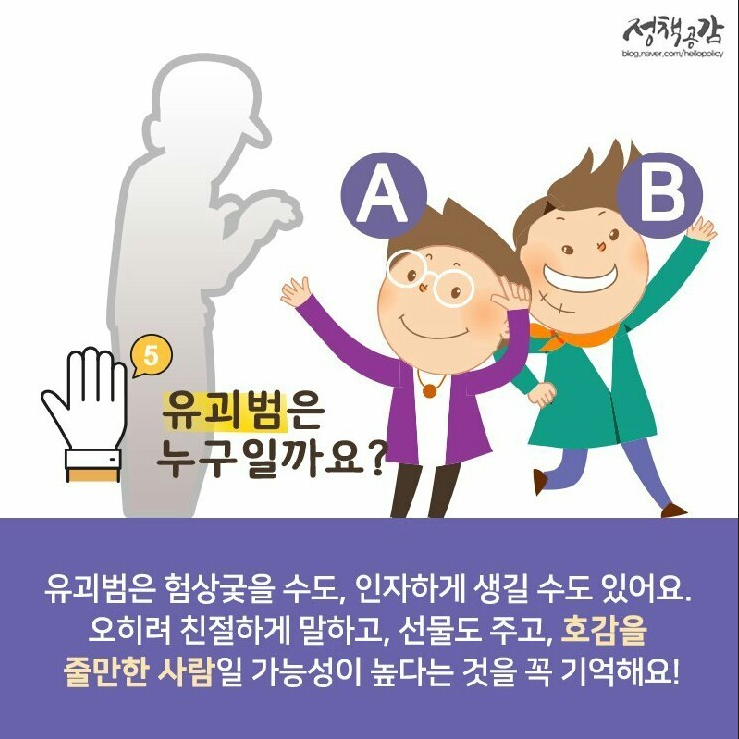 정책공감
blog.naver.com/hellopolicy
A
B
5
유괴범은
누구일까요?
유괴범은 험상궂을 수도, 인자하게 생길 수도 있어요.
오히려 친절하게 말하고, 선물도 주고, 호감을
줄만한 사람일 가능성이 높다는 것을 꼭 기억해요!